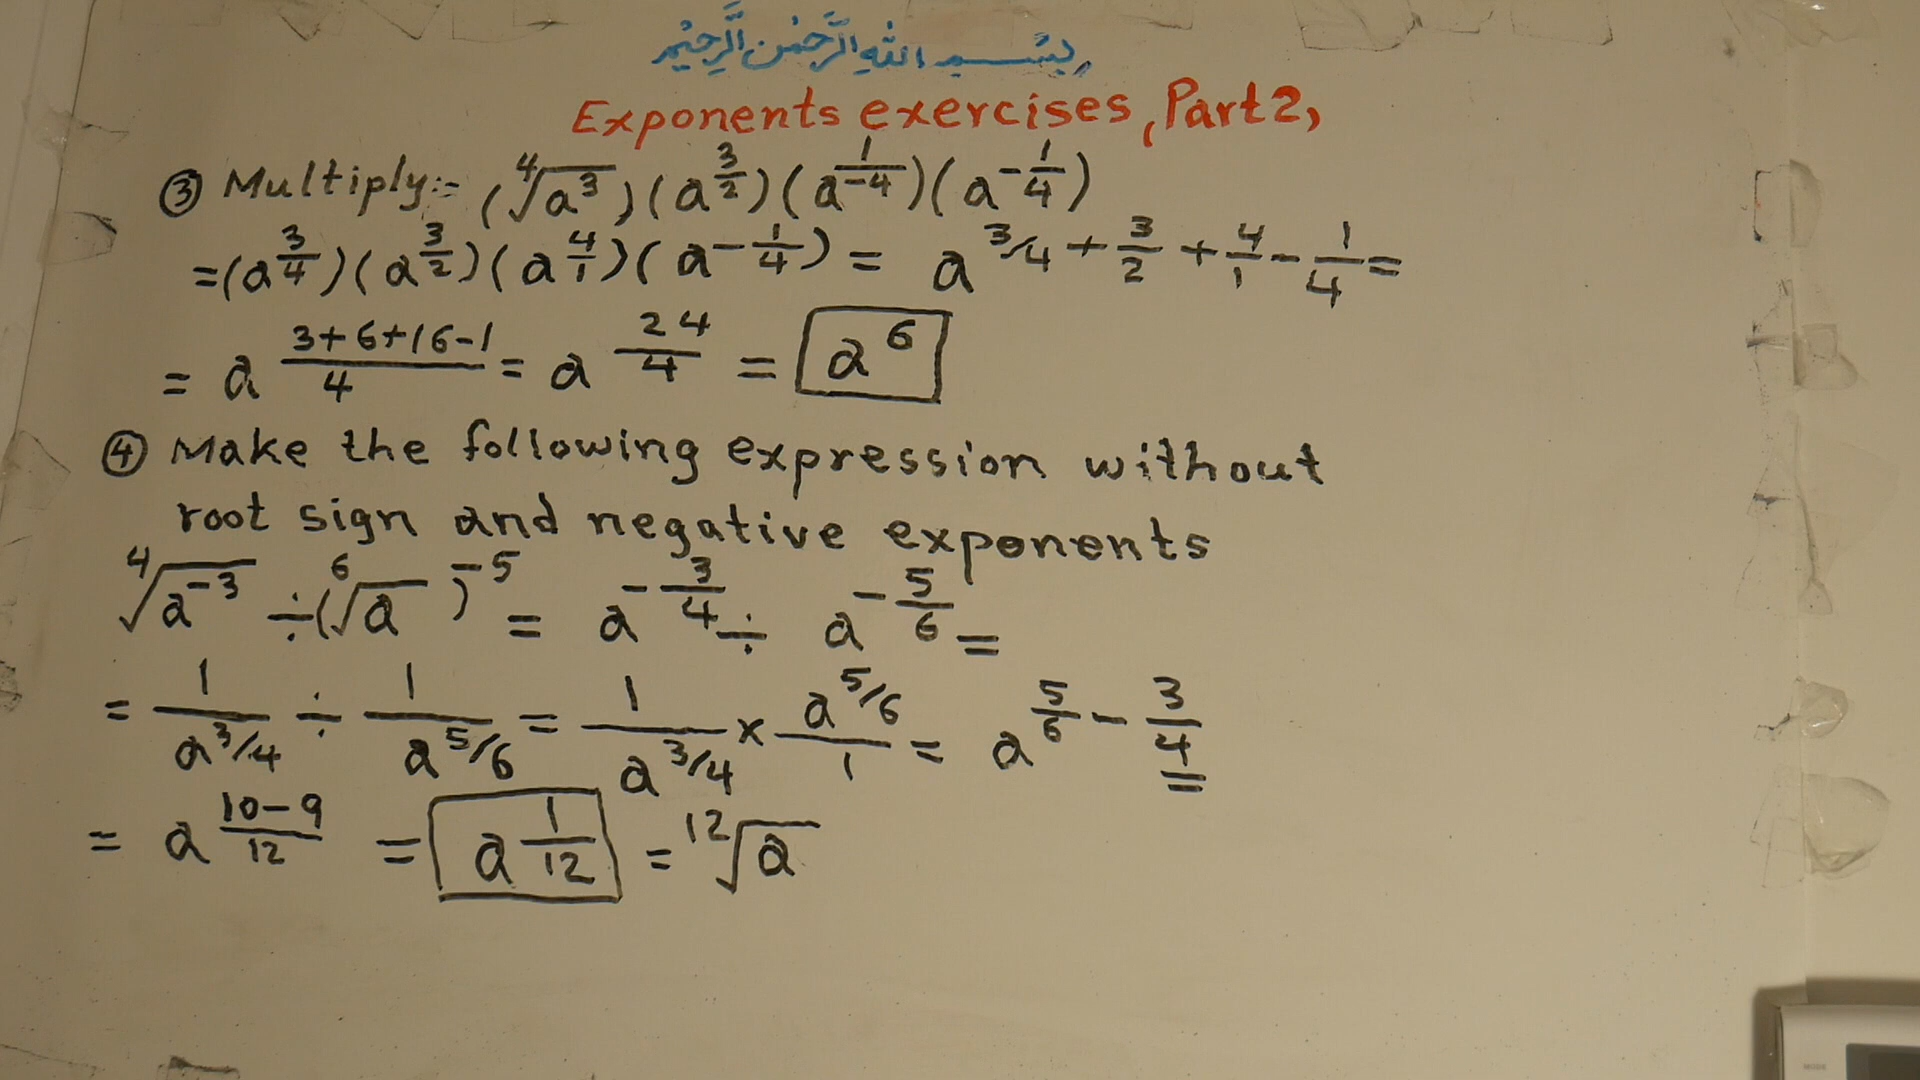 بِسْمِ اللهِ الرَّحْمٰنِ الرَّحِيْمِ
Exponents exercises, Part 2,
③ Multiply:- (⁴√a³)(a^(3/2))(a^(1/-4))(a^(-1/4))
=(a^(3/4))(a^(3/2))(a^(4/1))(a^(-1/4)) = a^(3/4 + 3/2 + 4/1 - 1/4) =
= a^((3+6+16-1)/4) = a^(24/4) = a^6
④ Make the following expression without
root sign and negative exponents
⁴√a^(-3) ÷ (⁶√a)^(-5) = a^(-3/4) ÷ a^(-5/6) =
= 1/a^(3/4) ÷ 1/a^(5/6) = 1/a^(3/4) × a^(5/6)/1 = a^(5/6 - 3/4) =
= a^((10-9)/12) = a^(1/12) = ¹²√a
MODE